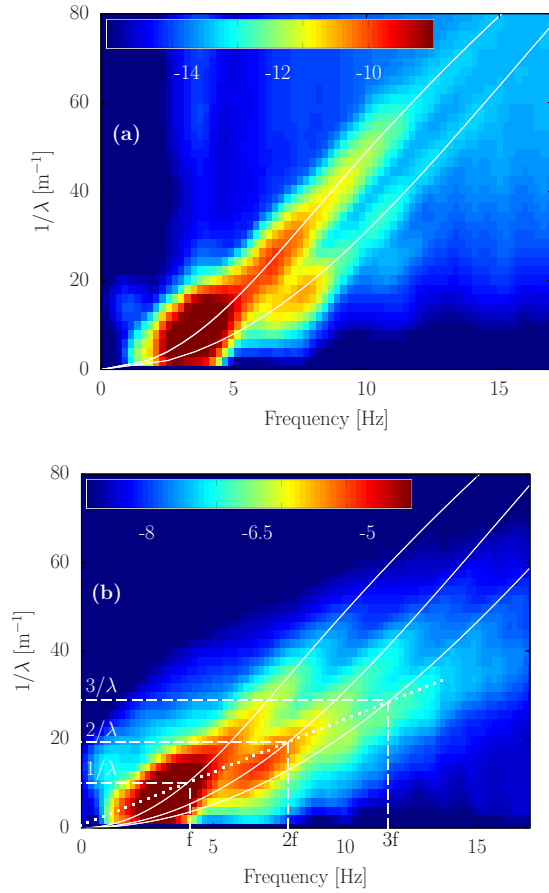 80
60
40
20
0
1/λ [m⁻¹]
-14 -12 -10
(a)
0 5 10 15
Frequency [Hz]
80
60
40
20
0
1/λ [m⁻¹]
-8 -6.5 -5
(b)
3/λ
2/λ
1/λ
0 f 5 2f 10 3f 15
Frequency [Hz]